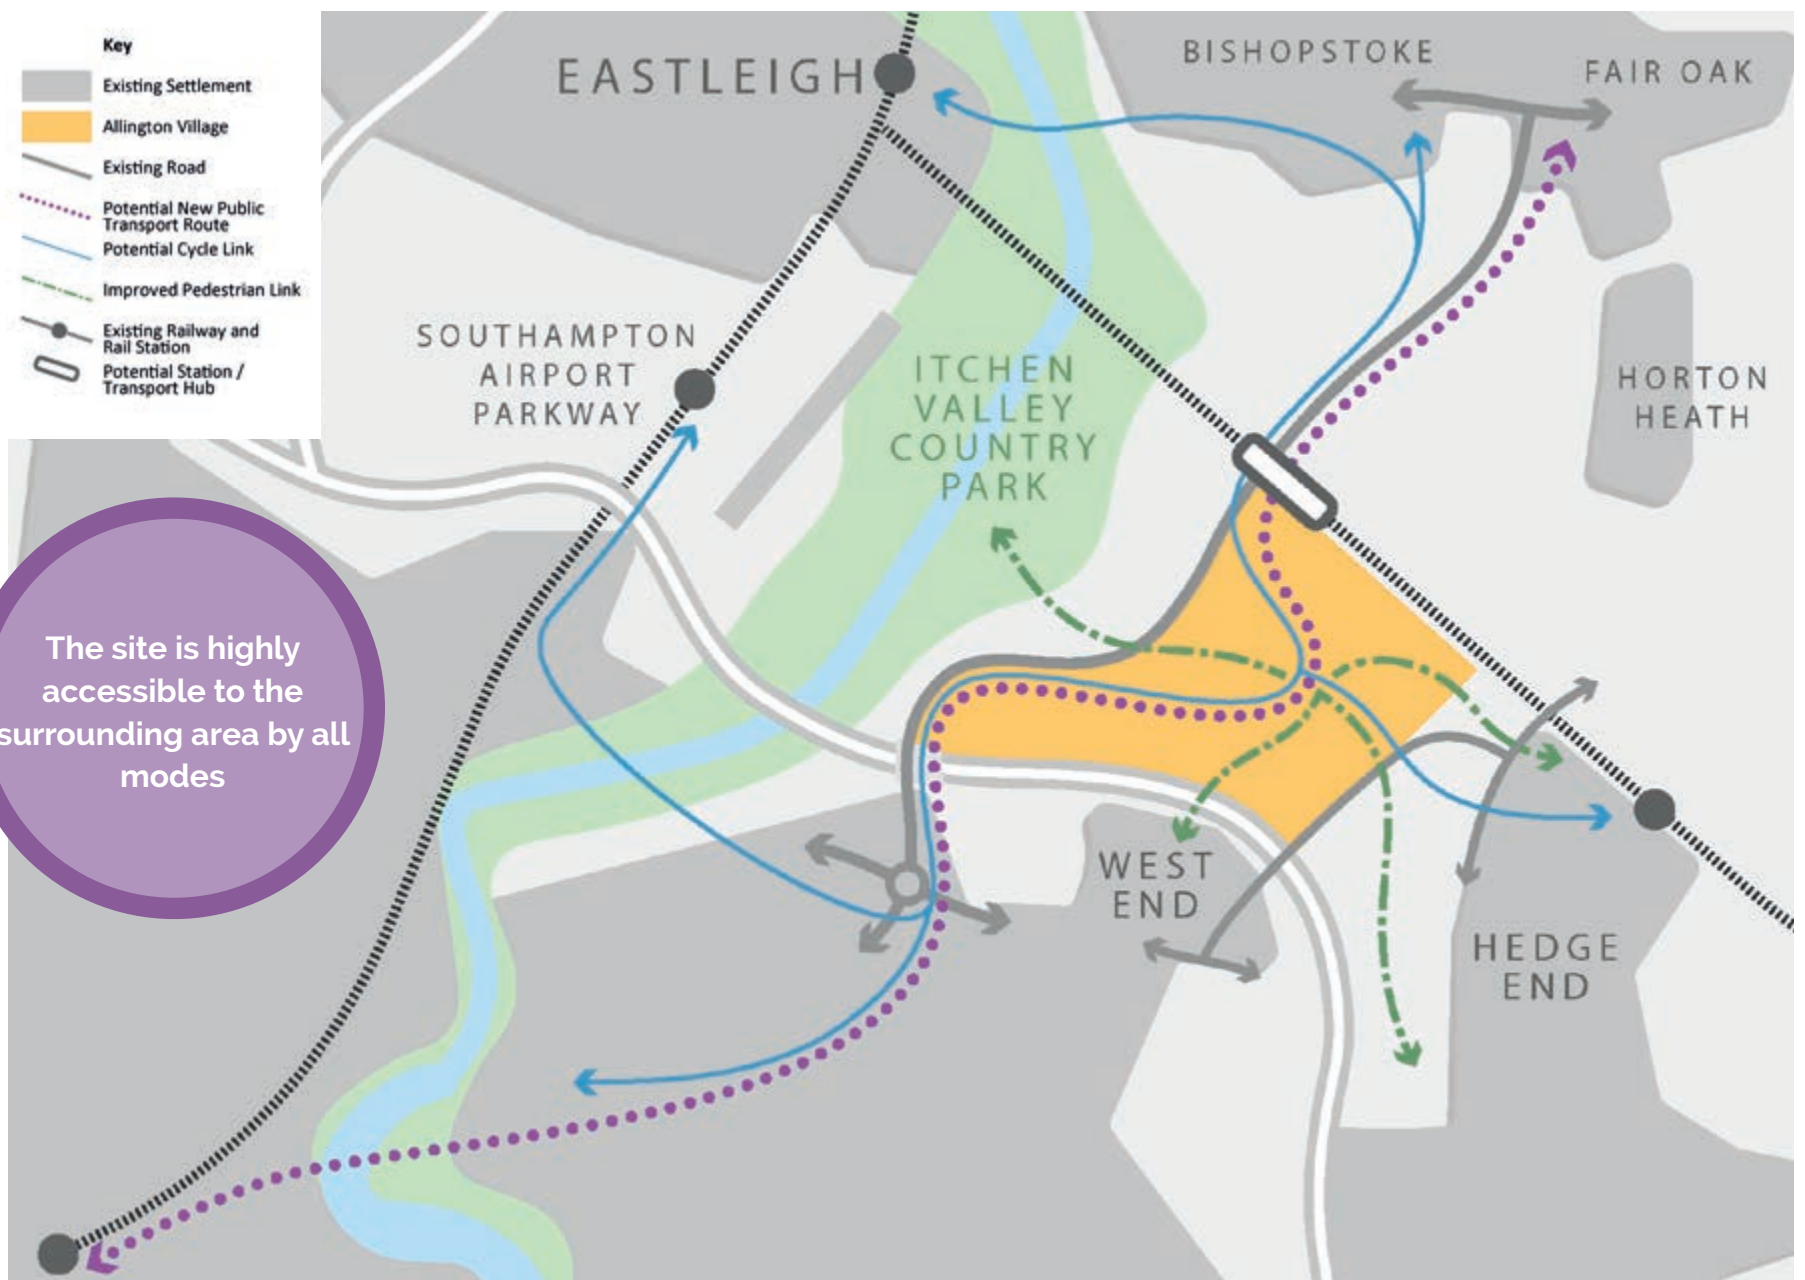 Key
Existing Settlement
Allington Village
Existing Road
Potential New Public
Transport Route
Potential Cycle Link
Improved Pedestrian Link
Existing Railway and
Rail Station
Potential Station /
Transport Hub
EASTLEIGH
BISHOPSTOKE
FAIR OAK
SOUTHAMPTON
AIRPORT
PARKWAY
ITCHEN
VALLEY
COUNTRY
PARK
HORTON
HEATH
The site is highly
accessible to the
surrounding area by all
modes
WEST
END
HEDGE
END